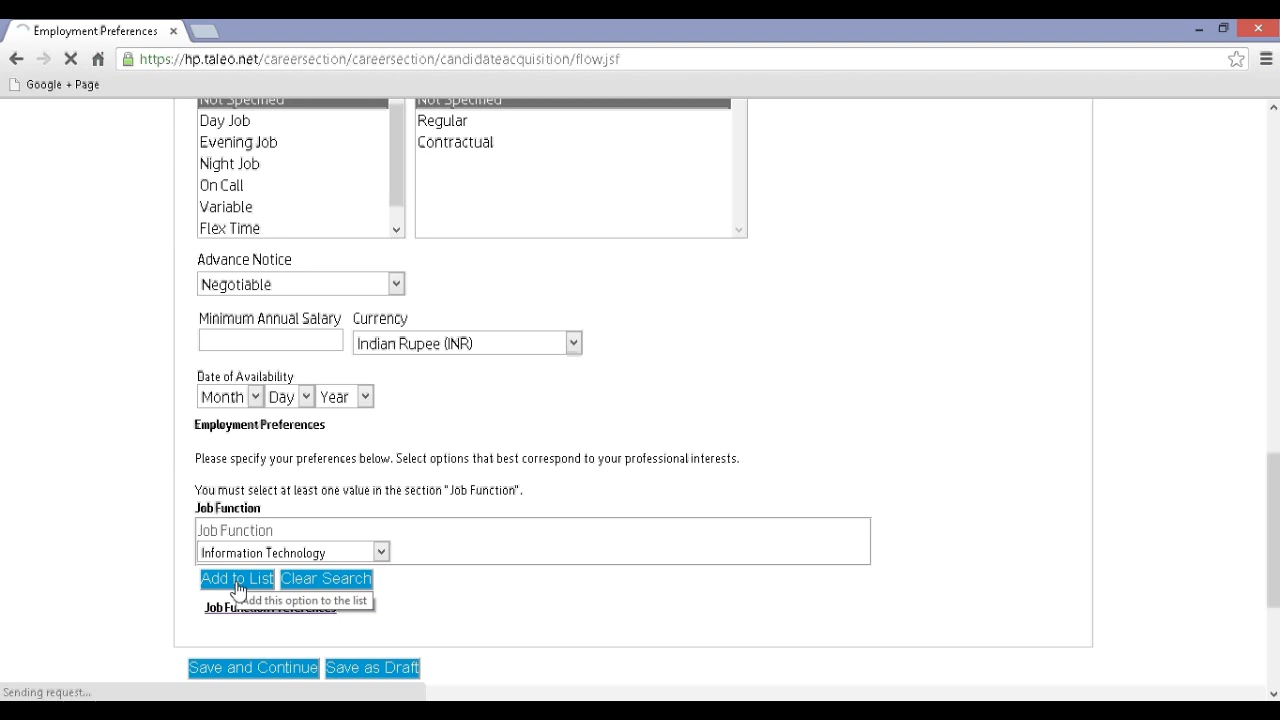 Employment Preferences
https://hp.taleo.net/careersection/careersection/candidateacquisition/flow.jsf
Google + Page
Not Specified Not Specified
Day Job Regular
Evening Job Contractual
Night Job
On Call
Variable
Flex Time
Advance Notice
Negotiable
Minimum Annual Salary Currency
Indian Rupee (INR)
Date of Availability
Month Day Year
Employment Preferences
Please specify your preferences below. Select options that best correspond to your professional interests.
You must select at least one value in the section "Job Function".
Job Function
Job Function
Information Technology
Add to List Clear Search
Add this option to the list
Job Function Preferences
Save and Continue Save as Draft
Sending request...